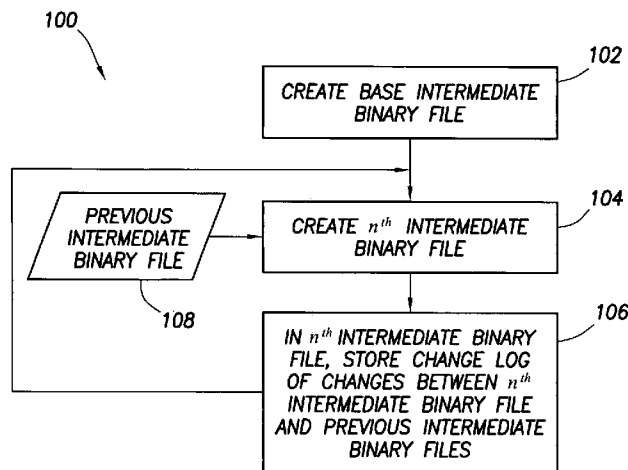 100
102
CREATE BASE INTERMEDIATE
BINARY FILE
104
PREVIOUS
INTERMEDIATE
BINARY FILE
108
CREATE nth INTERMEDIATE
BINARY FILE
106
IN nth INTERMEDIATE BINARY
FILE, STORE CHANGE LOG
OF CHANGES BETWEEN nth
INTERMEDIATE BINARY FILE
AND PREVIOUS INTERMEDIATE
BINARY FILES